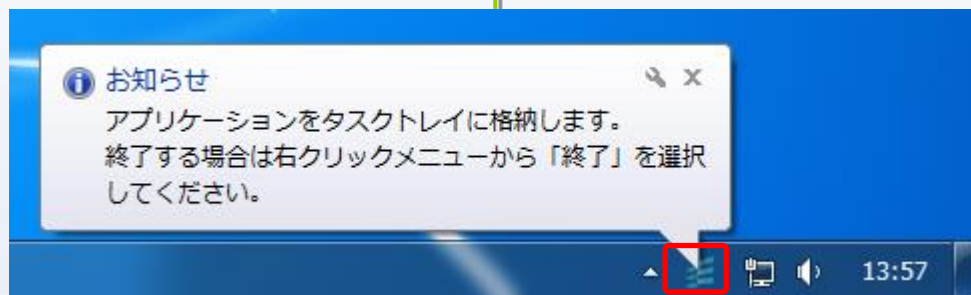 お知らせ
アプリケーションをタスクトレイに格納します。
終了する場合は右クリックメニューから「終了」を選択
してください。
13:57